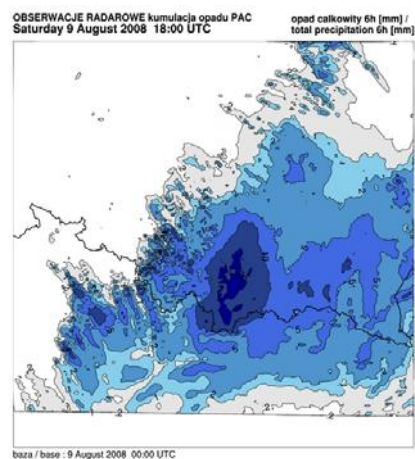 OBSERWACJE RADAROWE kumulacja opadu PAC
Saturday 9 August 2008 18:00 UTC
opad calkowity 6h [mm] /
total precipitation 6h [mm]
baza / base : 9 August 2008 00:00 UTC